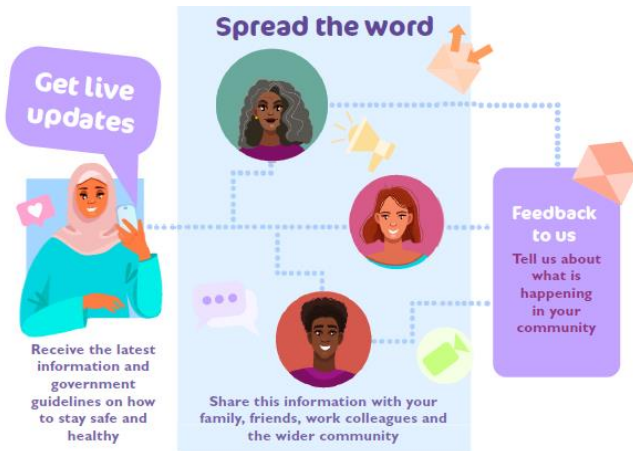 Spread the word
Get live
updates
Receive the latest
information and
government
guidelines on how
to stay safe and
healthy
Share this information with your
family, friends, work colleagues and
the wider community
Feedback
to us
Tell us about
what is
happening
in your
community